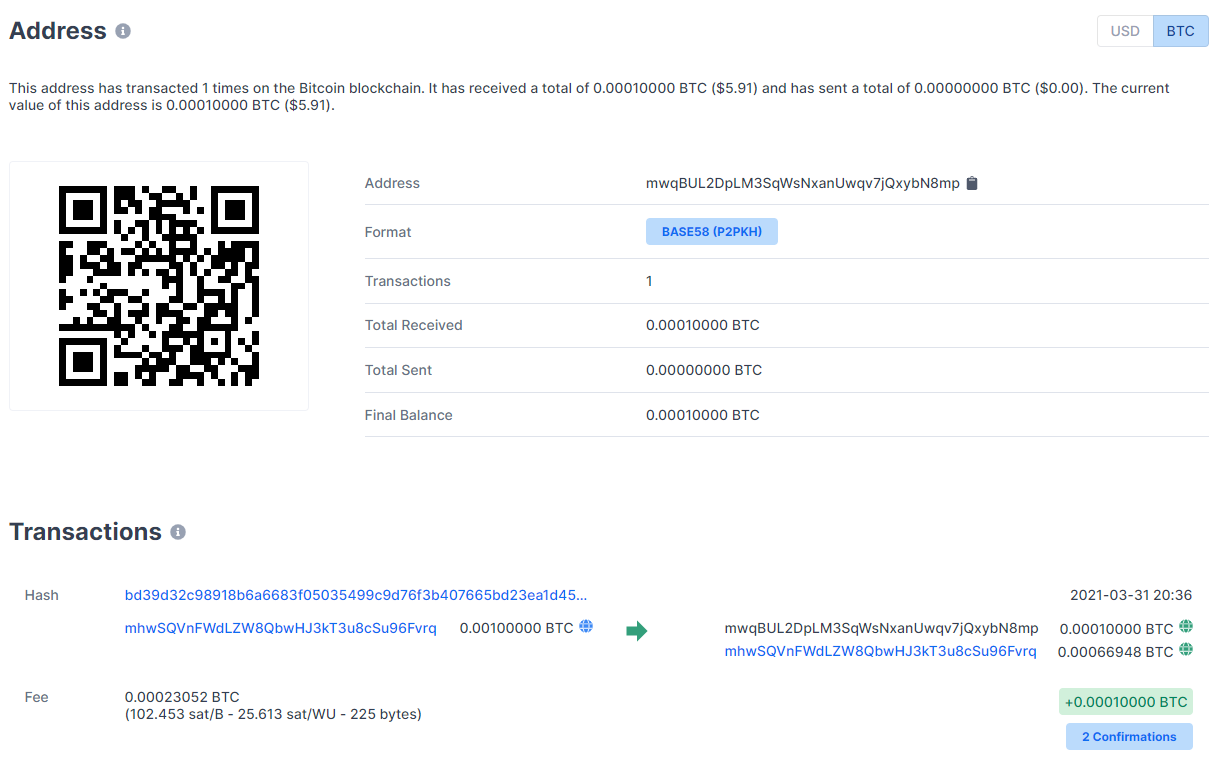 Address
USD BTC
This address has transacted 1 times on the Bitcoin blockchain. It has received a total of 0.00010000 BTC ($5.91) and has sent a total of 0.00000000 BTC ($0.00). The current
value of this address is 0.00010000 BTC ($5.91).
Address mwqBUL2DpLM3SqWsNxanUwqv7jQxybN8mp
Format BASE58 (P2PKH)
Transactions 1
Total Received 0.00010000 BTC
Total Sent 0.00000000 BTC
Final Balance 0.00010000 BTC
Transactions
Hash bd39d32c98918b6a6683f05035499c9d76f3b407665bd23ea1d45... 2021-03-31 20:36
mhwSQVnFWdLZW8QbwHJ3kT3u8cSu96Fvrq 0.00100000 BTC mwqBUL2DpLM3SqWsNxanUwqv7jQxybN8mp 0.00010000 BTC
mhwSQVnFWdLZW8QbwHJ3kT3u8cSu96Fvrq 0.00066948 BTC
Fee 0.00023052 BTC +0.00010000 BTC
(102.453 sat/B - 25.613 sat/WU - 225 bytes)
2 Confirmations